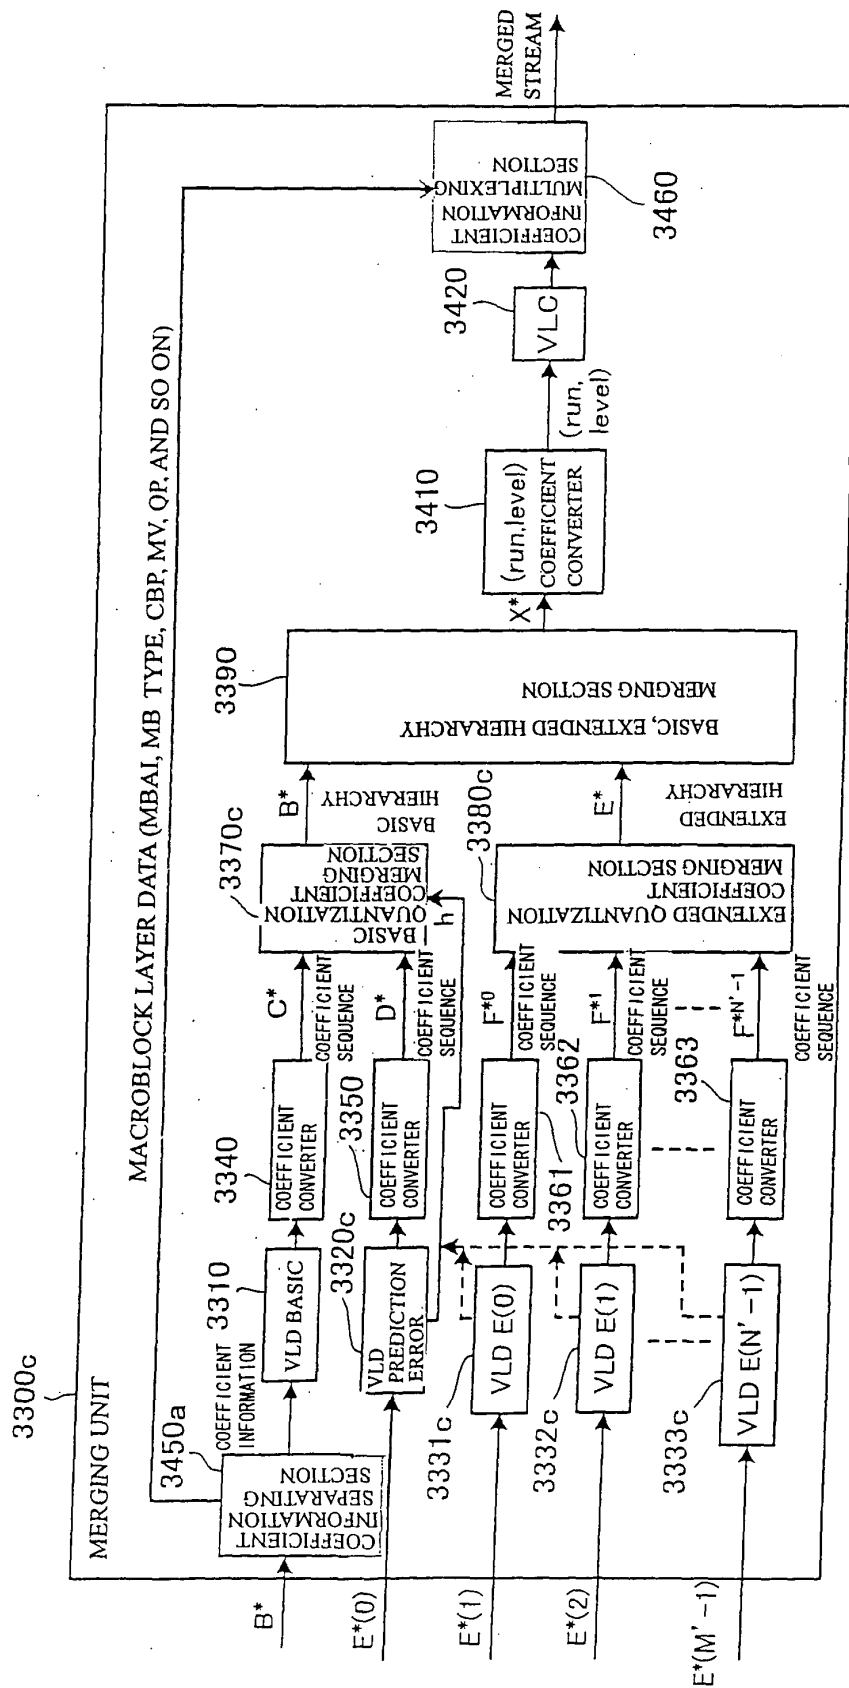 3300c
MERGING UNIT
MACROBLOCK LAYER DATA (MBAI, MB TYPE, CBP, MV, QP, AND SO ON)
B*
3450a
COEFFICIENT
INFORMATION
SEPARATING
SECTION
COEFFICIENT
INFORMATION
3310
VLD BASIC
3340
COEFFICIENT
CONVERTER
C*
COEFFICIENT
SEQUENCE
3370c
BASIC
QUANTIZATION
COEFFICIENT
MERGING
SECTION
h
B*
BASIC
HIERARCHY
E*(0)
3320c
VLD
PREDICTION
ERROR
3350
COEFFICIENT
CONVERTER
D*
COEFFICIENT
SEQUENCE
E*(1)
3331c
VLD E(0)
3361
COEFFICIENT
CONVERTER
F*0
COEFFICIENT
SEQUENCE
E*(2)
3332c
VLD E(1)
3362
COEFFICIENT
CONVERTER
F*1
COEFFICIENT
SEQUENCE
E*(M'-1)
3333c
VLD E(N'-1)
3363
COEFFICIENT
CONVERTER
F*N'-1
COEFFICIENT
SEQUENCE
3380c
EXTENDED QUANTIZATION
COEFFICIENT
MERGING SECTION
E*
EXTENDED
HIERARCHY
3390
BASIC, EXTENDED HIERARCHY
MERGING SECTION
X*
3410
(run,level)
COEFFICIENT
CONVERTER
(run,
level)
3420
VLC
3460
COEFFICIENT
INFORMATION
MULTIPLEXING
SECTION
MERGED
STREAM